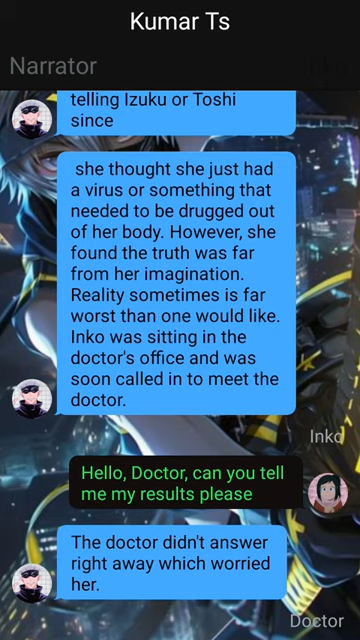 Kumar Ts
Narrator
Inko
telling Izuku or Toshi
since
she thought she just had
a virus or something that
needed to be drugged out
of her body. However, she
found the truth was far
from her imagination.
Reality sometimes is far
worst than one would like.
Inko was sitting in the
doctor's office and was
soon called in to meet the
doctor.
Inko
Hello, Doctor, can you tell
me my results please
The doctor didn't answer
right away which worried
her.
Doctor